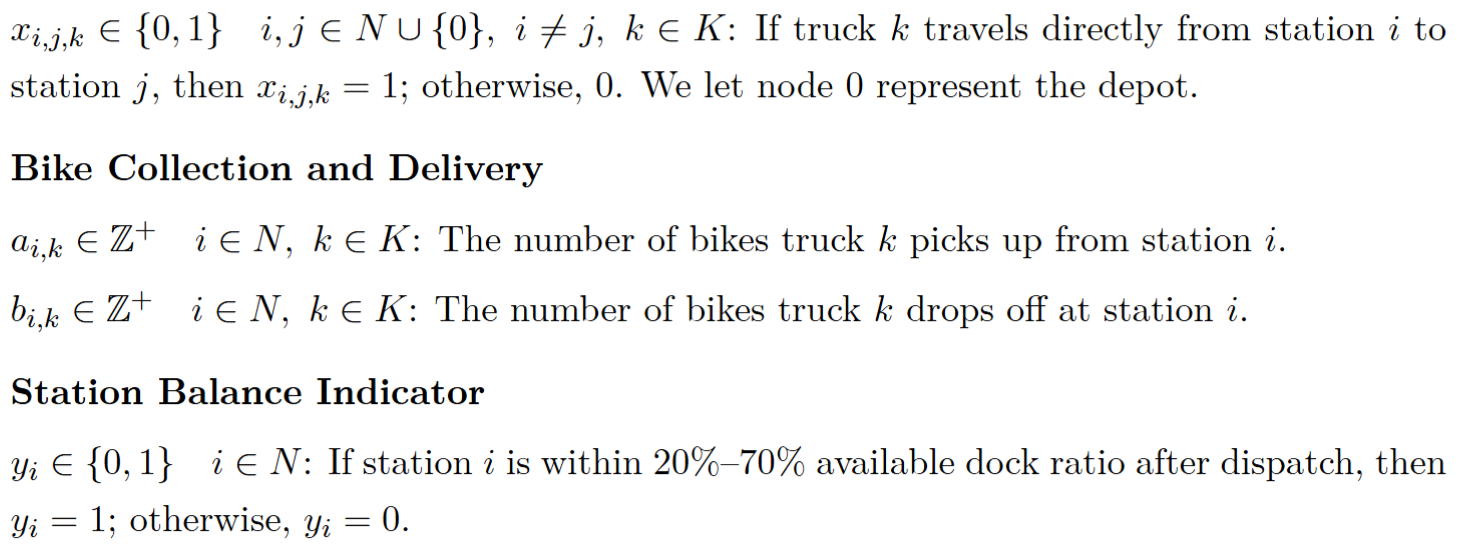 x_{i,j,k} ∈ {0, 1}   i, j ∈ N ∪ {0}, i ≠ j, k ∈ K: If truck k travels directly from station i to
station j, then x_{i,j,k} = 1; otherwise, 0. We let node 0 represent the depot.
Bike Collection and Delivery
a_{i,k} ∈ ℤ⁺   i ∈ N, k ∈ K: The number of bikes truck k picks up from station i.
b_{i,k} ∈ ℤ⁺   i ∈ N, k ∈ K: The number of bikes truck k drops off at station i.
Station Balance Indicator
y_i ∈ {0, 1}   i ∈ N: If station i is within 20%–70% available dock ratio after dispatch, then
y_i = 1; otherwise, y_i = 0.